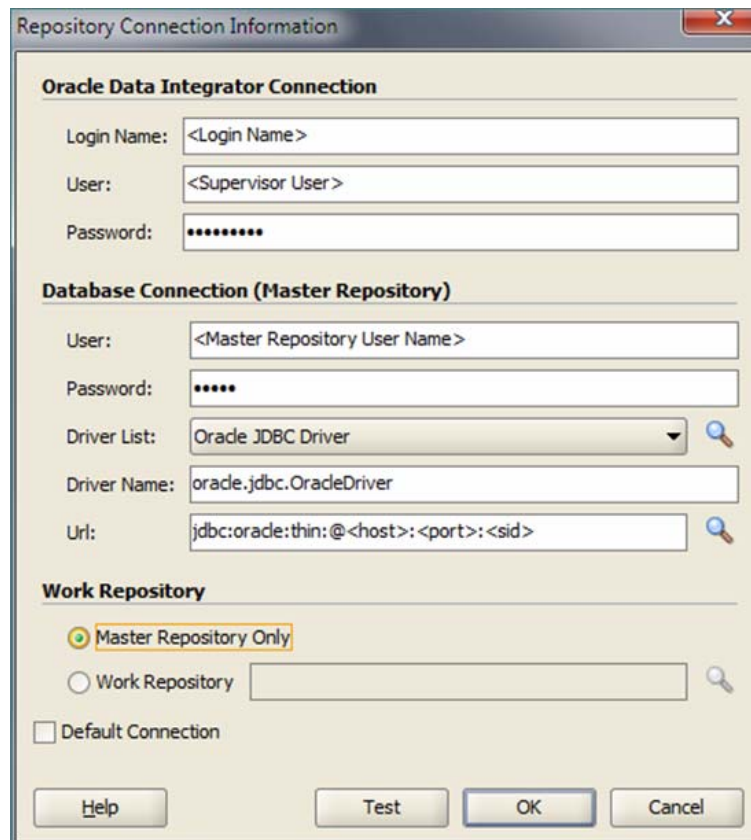 Repository Connection Information
x
Oracle Data Integrator Connection
Login Name: <Login Name>
User: <Supervisor User>
Password: •••••••••
Database Connection (Master Repository)
User: <Master Repository User Name>
Password: •••••
Driver List: Oracle JDBC Driver
Driver Name: oracle.jdbc.OracleDriver
Url: jdbc:oracle:thin:@<host>:<port>:<sid>
Work Repository
Master Repository Only
Work Repository
Default Connection
Help Test OK Cancel